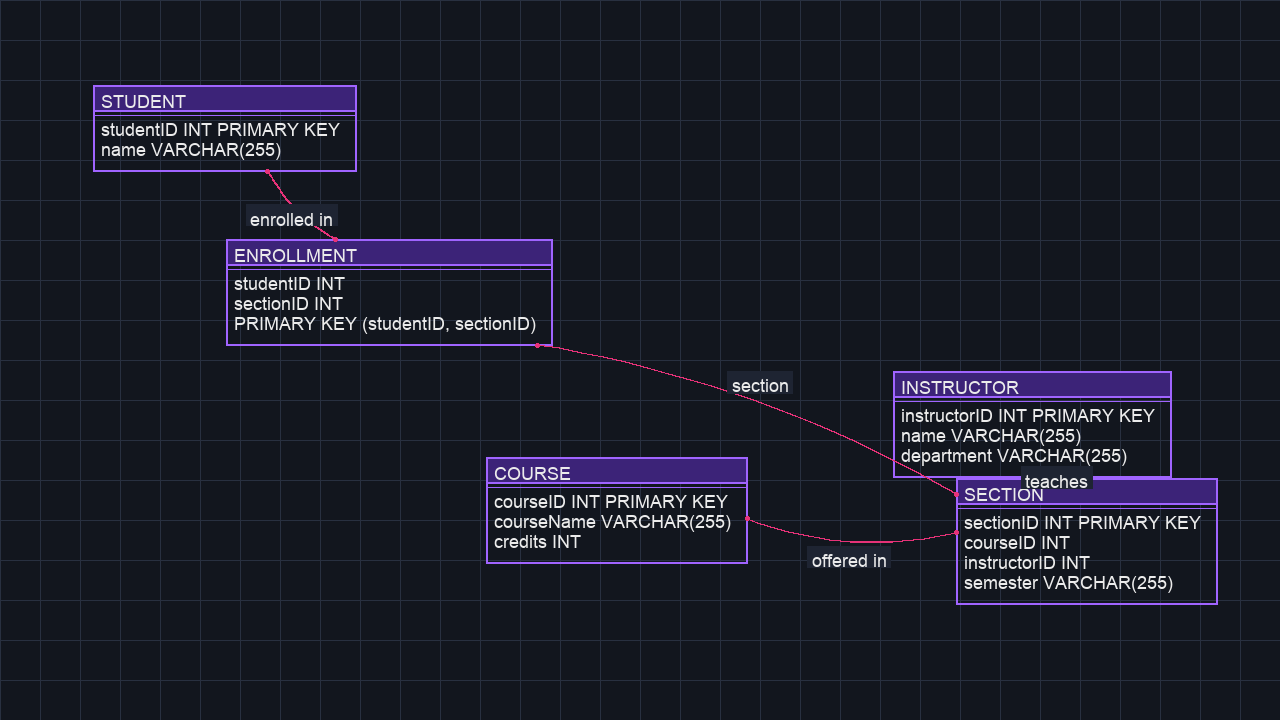 STUDENT
studentID INT PRIMARY KEY
name VARCHAR(255)
enrolled in
ENROLLMENT
studentID INT
sectionID INT
PRIMARY KEY (studentID, sectionID)
section
INSTRUCTOR
instructorID INT PRIMARY KEY
name VARCHAR(255)
department VARCHAR(255)
teaches
COURSE
courseID INT PRIMARY KEY
courseName VARCHAR(255)
credits INT
offered in
SECTION
sectionID INT PRIMARY KEY
courseID INT
instructorID INT
semester VARCHAR(255)